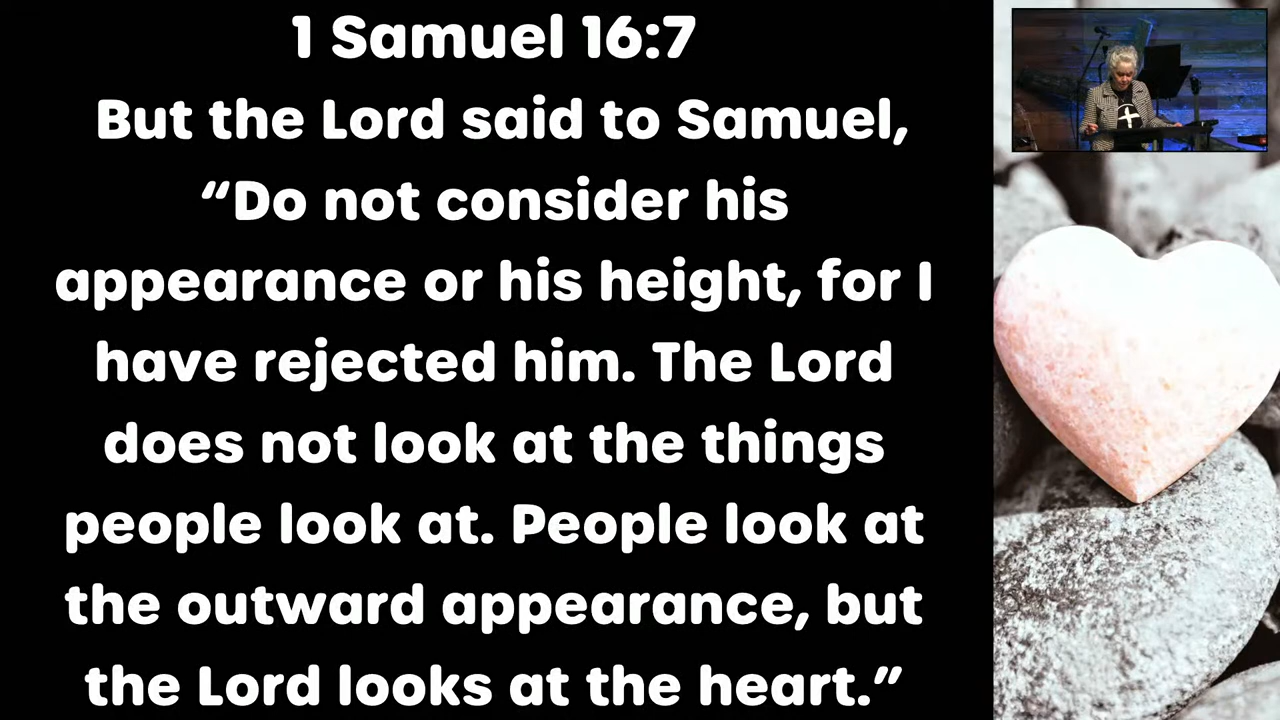 1 Samuel 16:7
But the Lord said to Samuel,
“Do not consider his
appearance or his height, for I
have rejected him. The Lord
does not look at the things
people look at. People look at
the outward appearance, but
the Lord looks at the heart.”